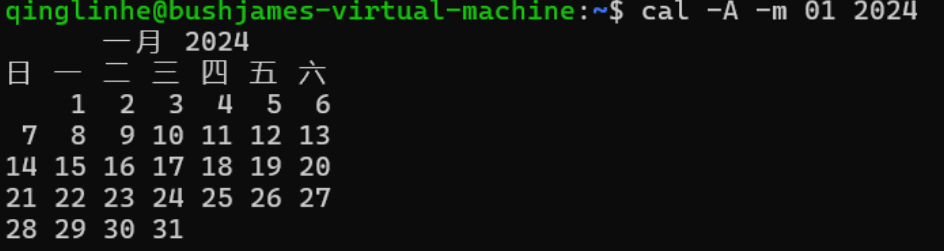 qinglinhe@bushjames-virtual-machine:~$ cal -A -m 01 2024
一月 2024
日 一 二 三 四 五 六
1 2 3 4 5 6
7 8 9 10 11 12 13
14 15 16 17 18 19 20
21 22 23 24 25 26 27
28 29 30 31